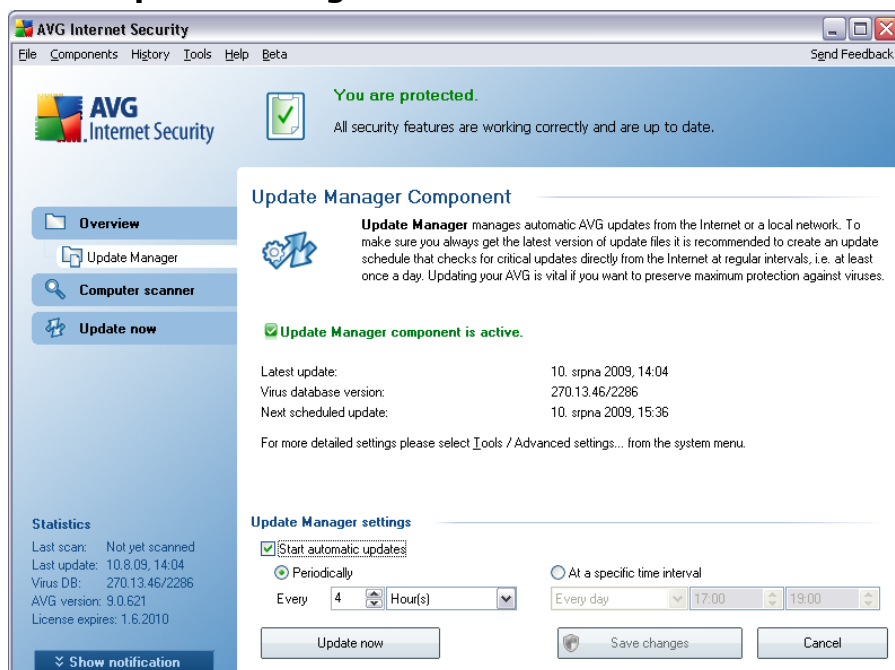 AVG Internet Security
File Components History Tools Help Beta Send Feedback
AVG
Internet Security
You are protected.
All security features are working correctly and are up to date.
Overview
Update Manager
Computer scanner
Update now
Update Manager Component
Update Manager manages automatic AVG updates from the Internet or a local network. To
make sure you always get the latest version of update files it is recommended to create an update
schedule that checks for critical updates directly from the Internet at regular intervals, i.e. at least
once a day. Updating your AVG is vital if you want to preserve maximum protection against viruses.
Update Manager component is active.
Latest update: 10. srpna 2009, 14:04
Virus database version: 270.13.46/2286
Next scheduled update: 10. srpna 2009, 15:36
For more detailed settings please select Tools / Advanced settings... from the system menu.
Statistics
Last scan: Not yet scanned
Last update: 10.8.09, 14:04
Virus DB: 270.13.46/2286
AVG version: 9.0.621
License expires: 1.6.2010
Show notification
Update Manager settings
Start automatic updates
Periodically
Every 4 Hour(s)
At a specific time interval
Every day 17:00 19:00
Update now Save changes Cancel